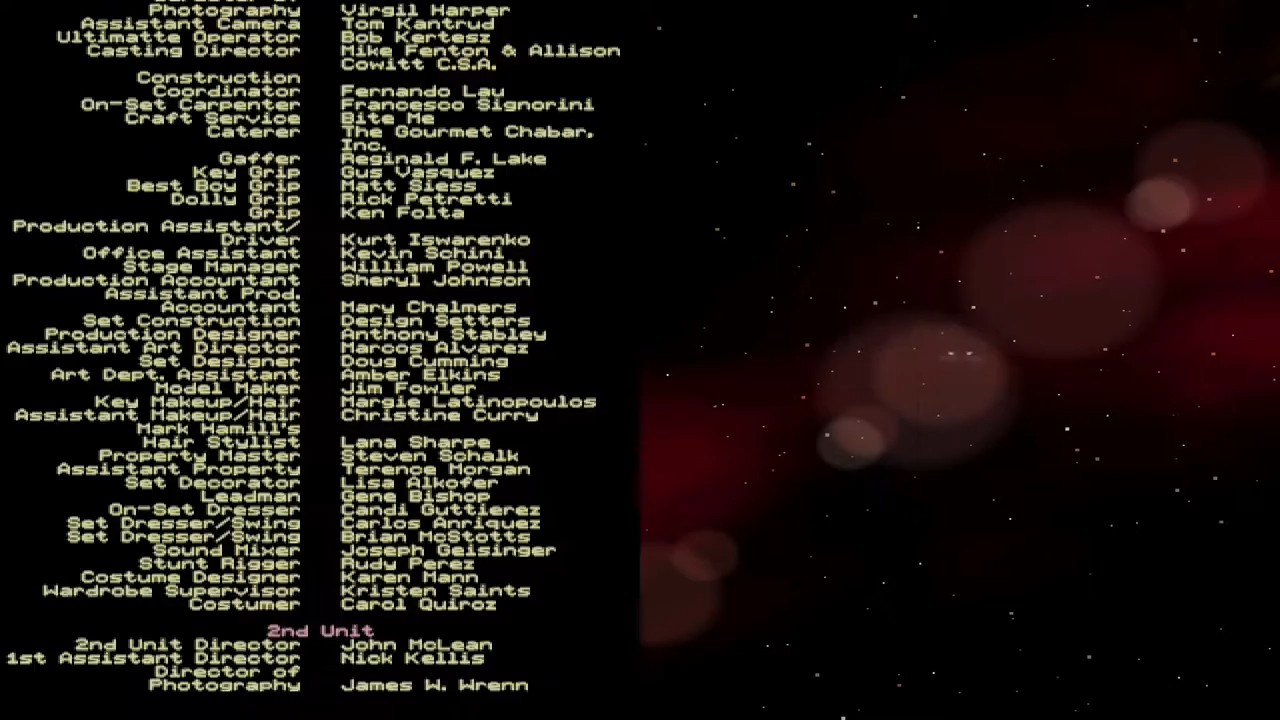 Photography Virgil Harper
Assistant Camera Tom Kantrud
Ultimatte Operator Bob Kertesz
Casting Director Mike Fenton & Allison
Cowitt C.S.A.
Construction
Coordinator Fernando Lau
On-Set Carpenter Francesco Signorini
Craft Service Bite Me
Caterer The Gourmet Chabar,
Inc.
Gaffer Reginald F. Lake
Key Grip Gus Vasquez
Best Boy Grip Matt Siess
Dolly Grip Rick Petretti
Grip Ken Folta
Production Assistant/
Driver Kurt Iswarenko
Office Assistant Kevin Schini
Stage Manager William Powell
Production Accountant Sheryl Johnson
Assistant Prod.
Accountant Mary Chalmers
Set Construction Design Setters
Production Designer Anthony Stabley
Assistant Art Director Marcos Alvarez
Set Designer Doug Cumming
Art Dept. Assistant Amber Elkins
Model Maker Jim Fowler
Key Makeup/Hair Margie Latinopoulos
Assistant Makeup/Hair Christine Curry
Mark Hamill's
Hair Stylist Lana Sharpe
Property Master Steven Schalk
Assistant Property Terence Morgan
Set Decorator Lisa Alkofer
Leadman Gene Bishop
On-Set Dresser Candi Guttierez
Set Dresser/Swing Carlos Anriquez
Set Dresser/Swing Brian McStotts
Sound Mixer Joseph Geisinger
Stunt Rigger Rudy Perez
Costume Designer Karen Mann
Wardrobe Supervisor Kristen Saints
Costumer Carol Quiroz
2nd Unit
2nd Unit Director John McLean
1st Assistant Director Nick Kellis
Director of
Photography James W. Wrenn